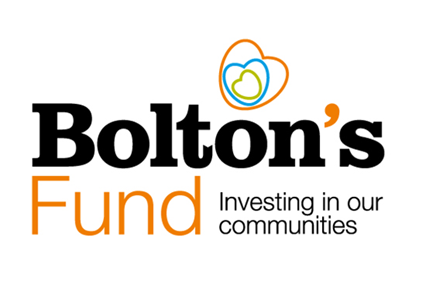 Bolton's
Fund
Investing in our
communities